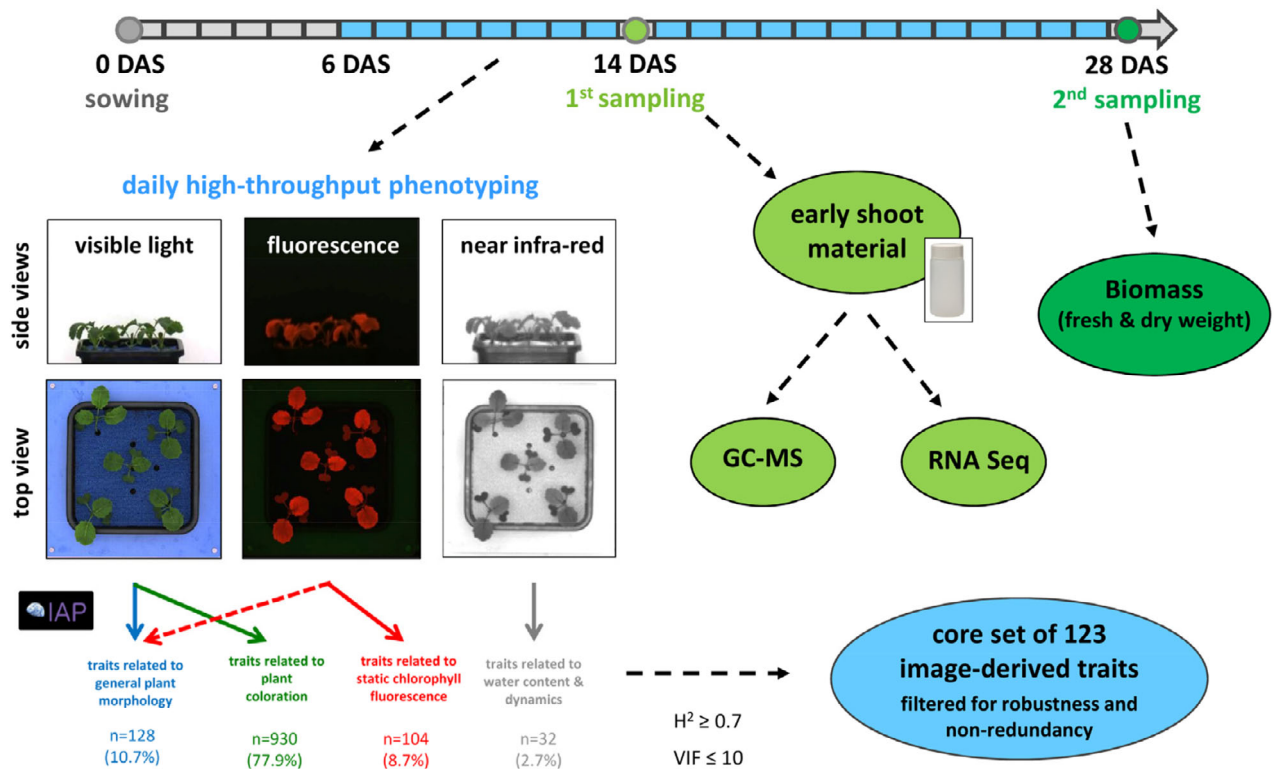 0 DAS
sowing
6 DAS
14 DAS
1st sampling
28 DAS
2nd sampling
daily high-throughput phenotyping
side views
visible light
fluorescence
near infra-red
top view
early shoot
material
Biomass
(fresh & dry weight)
GC-MS
RNA Seq
IAP
traits related to
general plant
morphology
n=128
(10.7%)
traits related to
plant
coloration
n=930
(77.9%)
traits related to
static chlorophyll
fluorescence
n=104
(8.7%)
traits related to
water content &
dynamics
n=32
(2.7%)
H² ≥ 0.7
VIF ≤ 10
core set of 123
image-derived traits
filtered for robustness and
non-redundancy